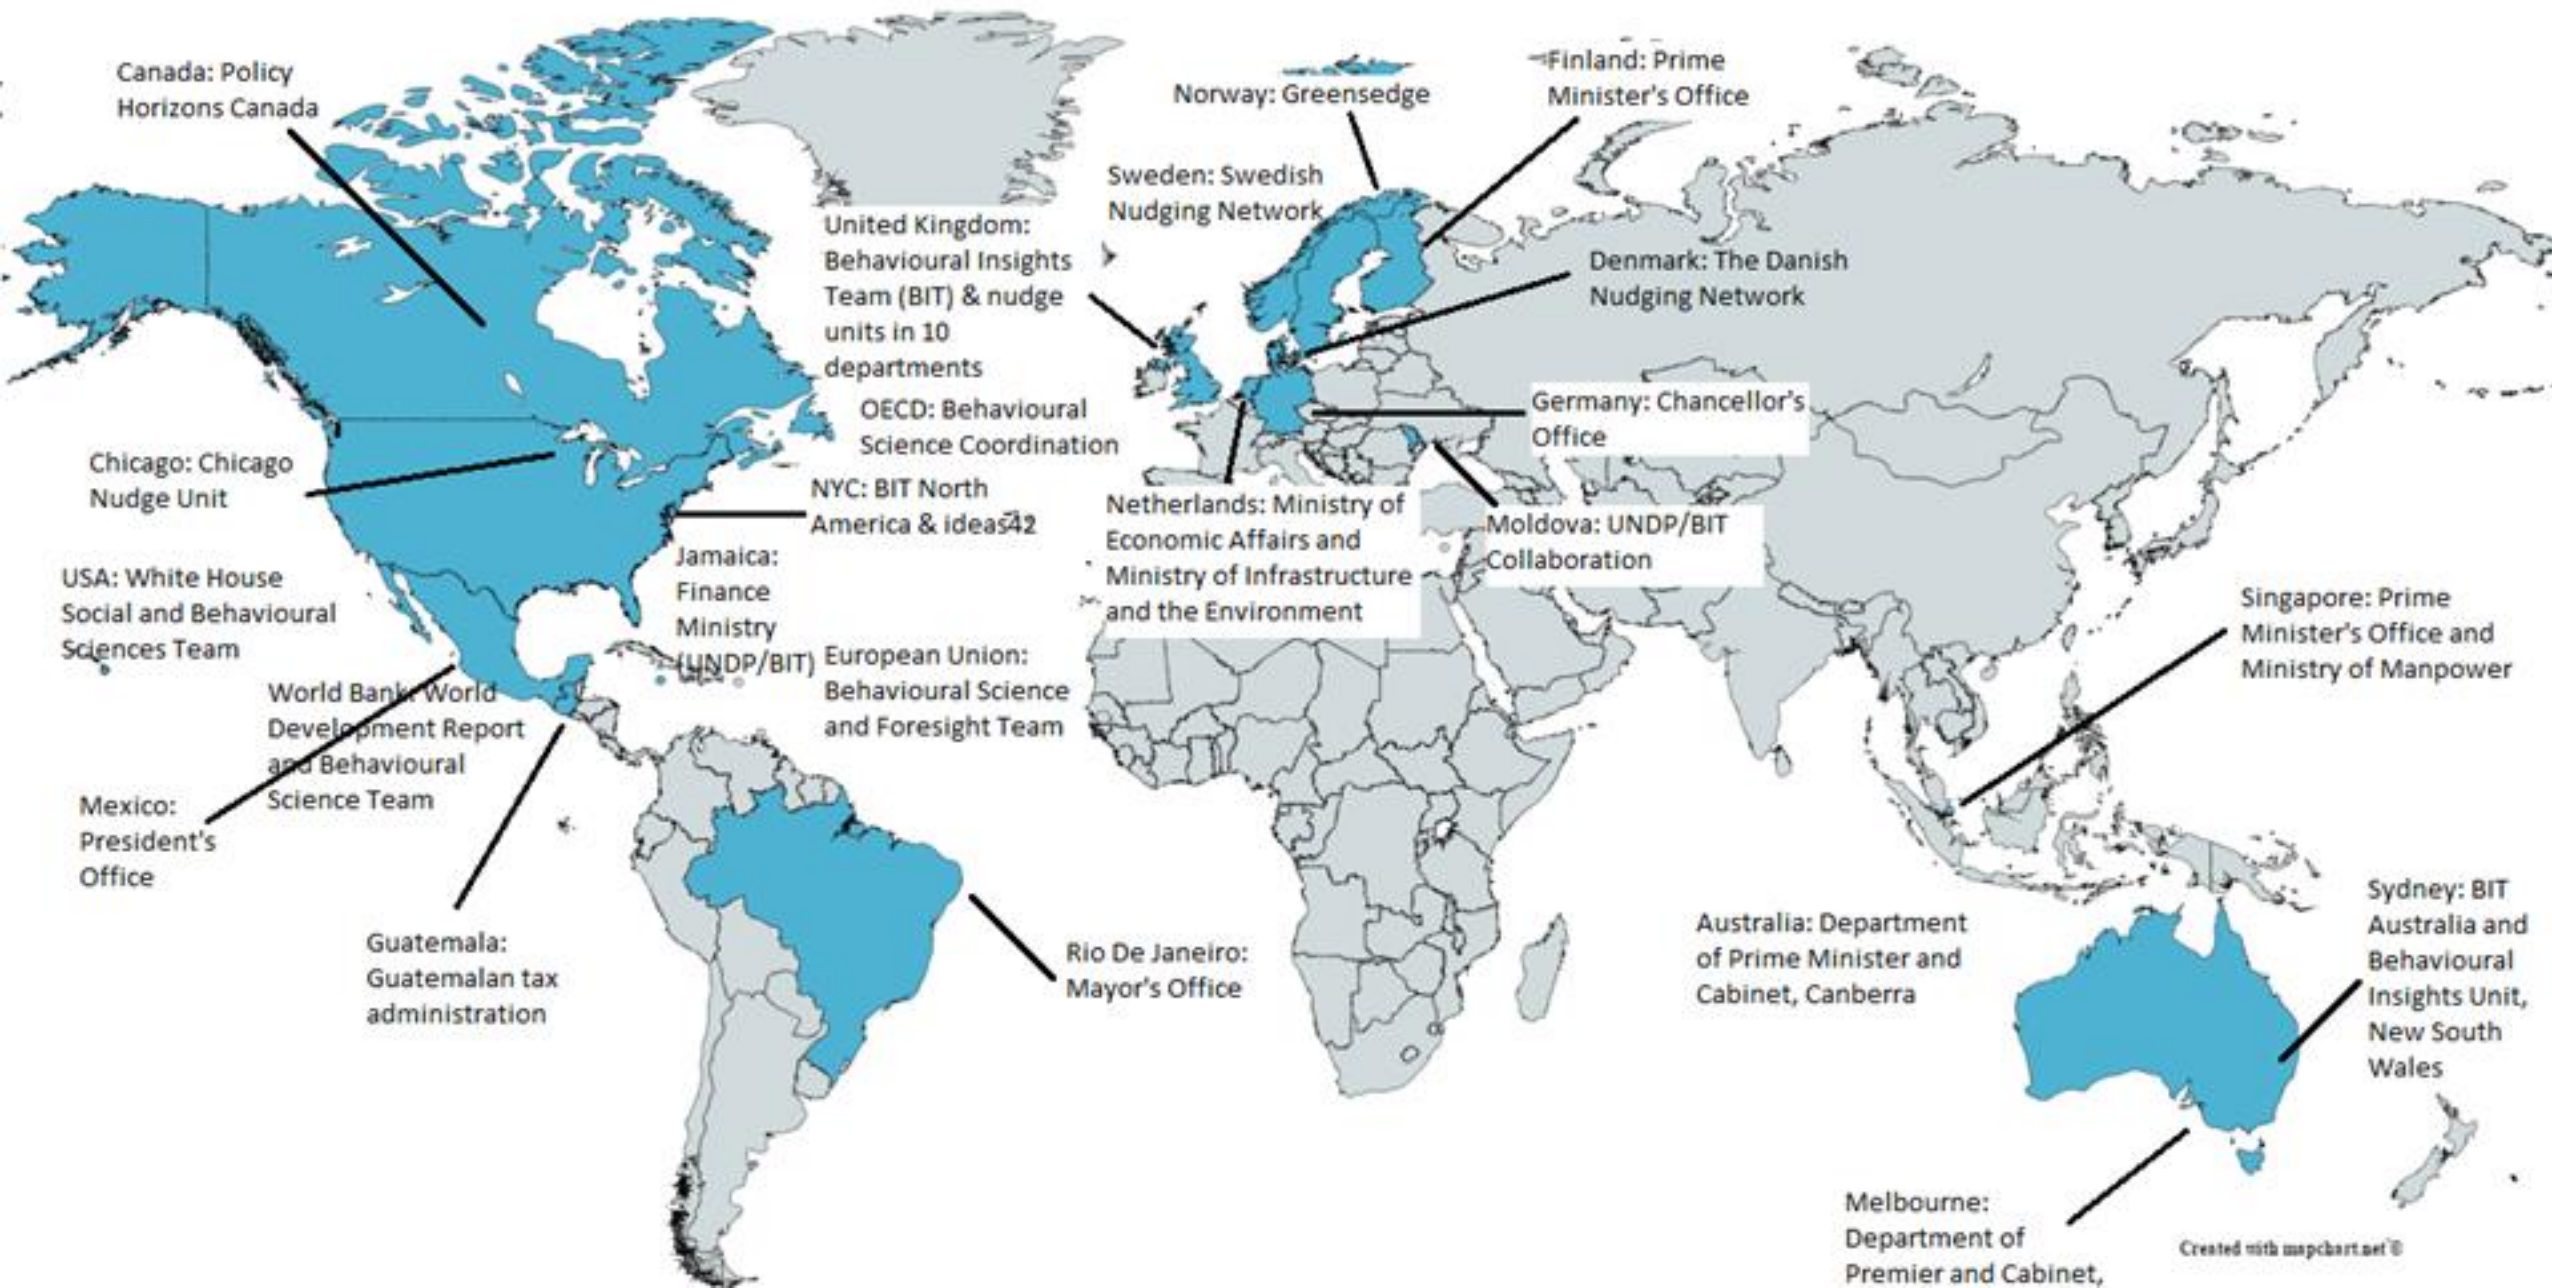 Canada: Policy
Horizons Canada
Norway: Greensedge
Finland: Prime
Minister's Office
Sweden: Swedish
Nudging Network
United Kingdom:
Behavioural Insights
Team (BIT) & nudge
units in 10
departments
Denmark: The Danish
Nudging Network
OECD: Behavioural
Science Coordination
Germany: Chancellor's
Office
Chicago: Chicago
Nudge Unit
NYC: BIT North
America & ideas42
Netherlands: Ministry of
Economic Affairs and
Ministry of Infrastructure
and the Environment
Moldova: UNDP/BIT
Collaboration
Jamaica:
Finance
Ministry
(UNDP/BIT)
USA: White House
Social and Behavioural
Sciences Team
Singapore: Prime
Minister's Office and
Ministry of Manpower
European Union:
Behavioural Science
and Foresight Team
World Bank: World
Development Report
and Behavioural
Science Team
Mexico:
President's
Office
Guatemala:
Guatemalan tax
administration
Rio De Janeiro:
Mayor's Office
Australia: Department
of Prime Minister and
Cabinet, Canberra
Sydney: BIT
Australia and
Behavioural
Insights Unit,
New South
Wales
Melbourne:
Department of
Premier and Cabinet,
Created with mapchart.net ©